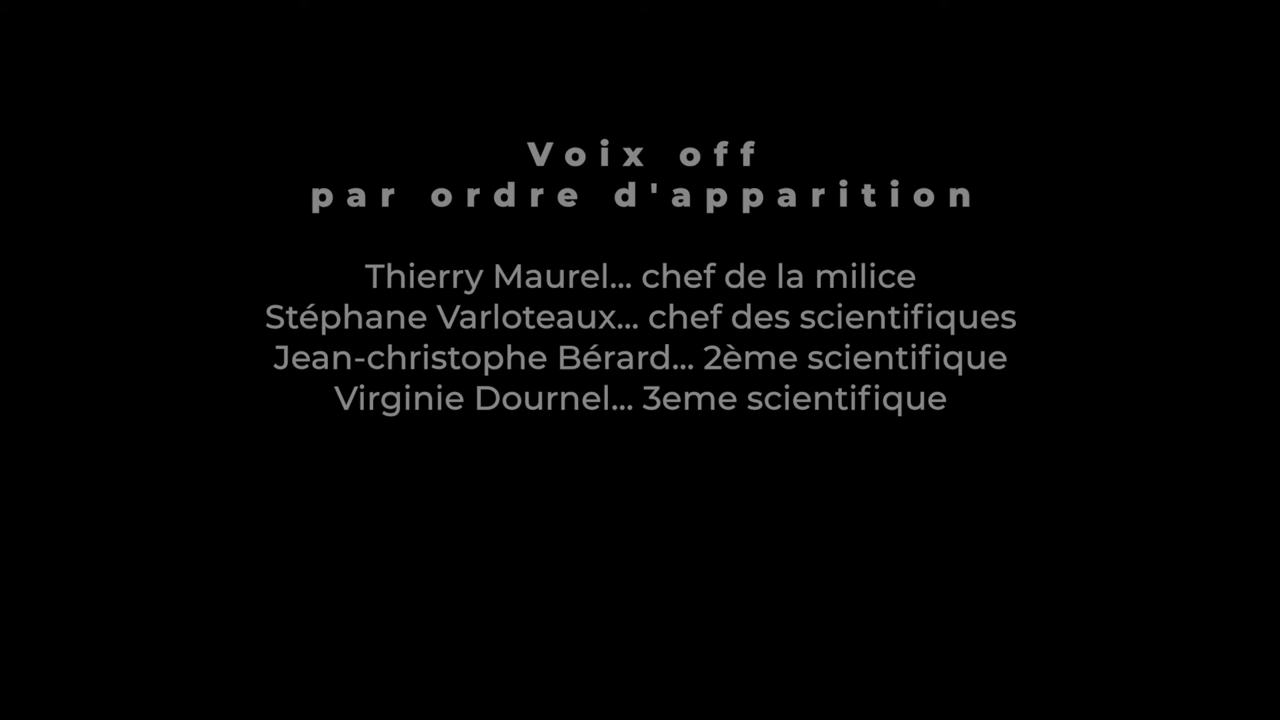 Voix off
par ordre d'apparition
Thierry Maurel... chef de la milice
Stéphane Varloteaux... chef des scientifiques
Jean-christophe Bérard... 2ème scientifique
Virginie Dournel... 3eme scientifique